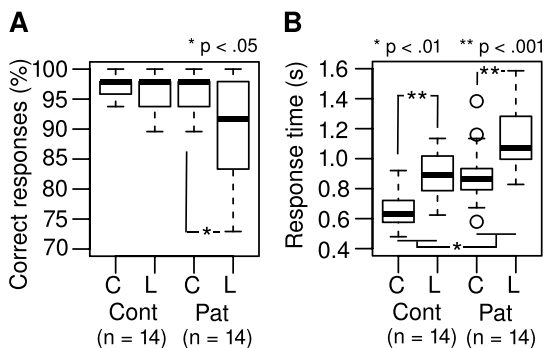 A
* p < .05
Correct responses (%)
100
95
90
85
80
75
70
*
C L C L
Cont Pat
(n = 14) (n = 14)
B
* p < .01 ** p < .001
Response time (s)
1.6
1.4
1.2
1.0
0.8
0.6
0.4
**
**
*
C L C L
Cont Pat
(n = 14) (n = 14)